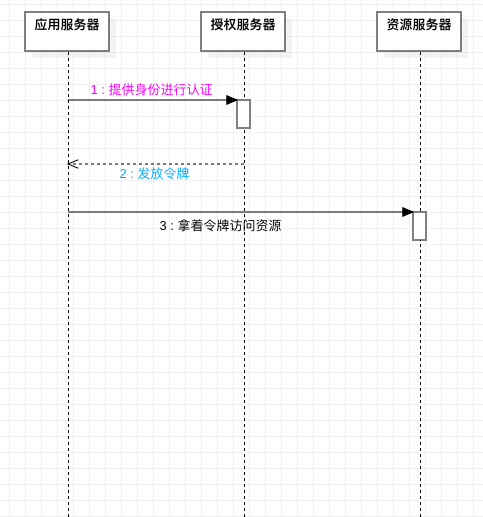 应用服务器
授权服务器
资源服务器
1 : 提供身份进行认证
2 : 发放令牌
3 : 拿着令牌访问资源